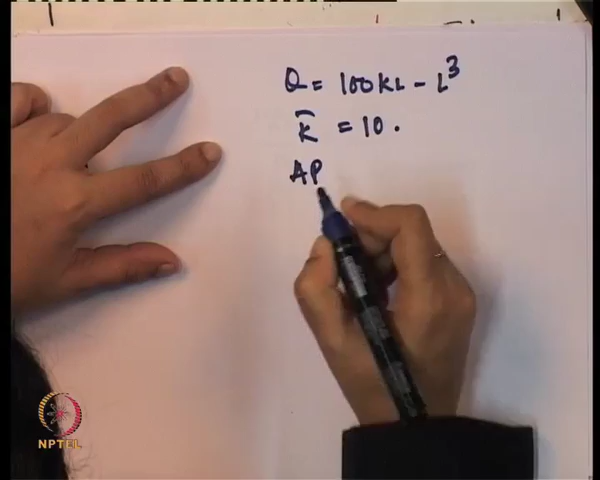 Q = 100KL - L³
K̅ = 10.
AP
NPTEL